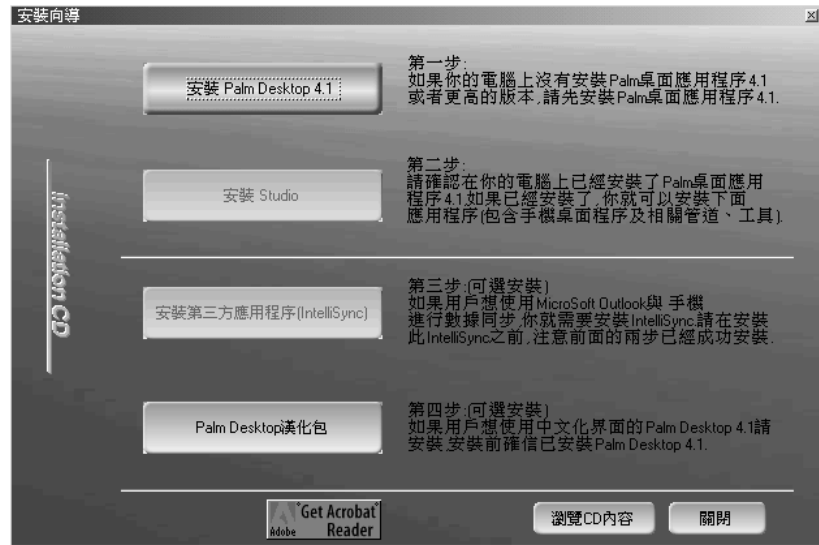 安裝向導
安裝 Palm Desktop 4.1
第一步:
如果你的電腦上沒有安裝Palm桌面應用程序4.1
或者更高的版本,請先安裝Palm桌面應用程序4.1.
安裝 Studio
第二步:
請確認在你的電腦上已經安裝了Palm桌面應用
程序4.1,如果已經安裝了,你就可以安裝下面
應用程序(包含手機桌面程序及相關管道、工具).
Installation CD
安裝第三方應用程序(IntelliSync)
第三步:(可選安裝)
如果用戶想使用MicroSoft Outlook與 手機
進行數據同步,你就需要安裝IntelliSync.請在安裝
此IntelliSync之前,注意前面的兩步已經成功安裝.
Palm Desktop漢化包
第四步:(可選安裝)
如果用戶想使用中文化界面的Palm Desktop 4.1請
安裝,安裝前確信已安裝Palm Desktop 4.1.
Get Acrobat
Adobe Reader
瀏覽CD內容
關閉